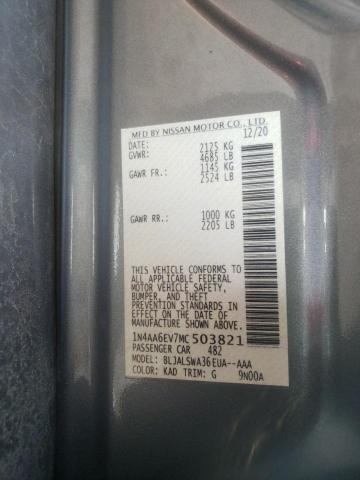 MFD BY NISSAN MOTOR CO., LTD.
DATE: 12/20
GVWR: 2125 KG
4685 LB
GAWR FR.: 1145 KG
2524 LB
GAWR RR.: 1000 KG
2205 LB
THIS VEHICLE CONFORMS TO
ALL APPLICABLE FEDERAL
MOTOR VEHICLE SAFETY,
BUMPER, AND THEFT
PREVENTION STANDARDS
IN EFFECT ON THE DATE OF
MANUFACTURE SHOWN ABOVE.
1N4AA6EV7MC503821
PASSENGER CAR 482
MODEL: BLJALSWA36EUA--AAA
COLOR: KAD TRIM: G 9N00A